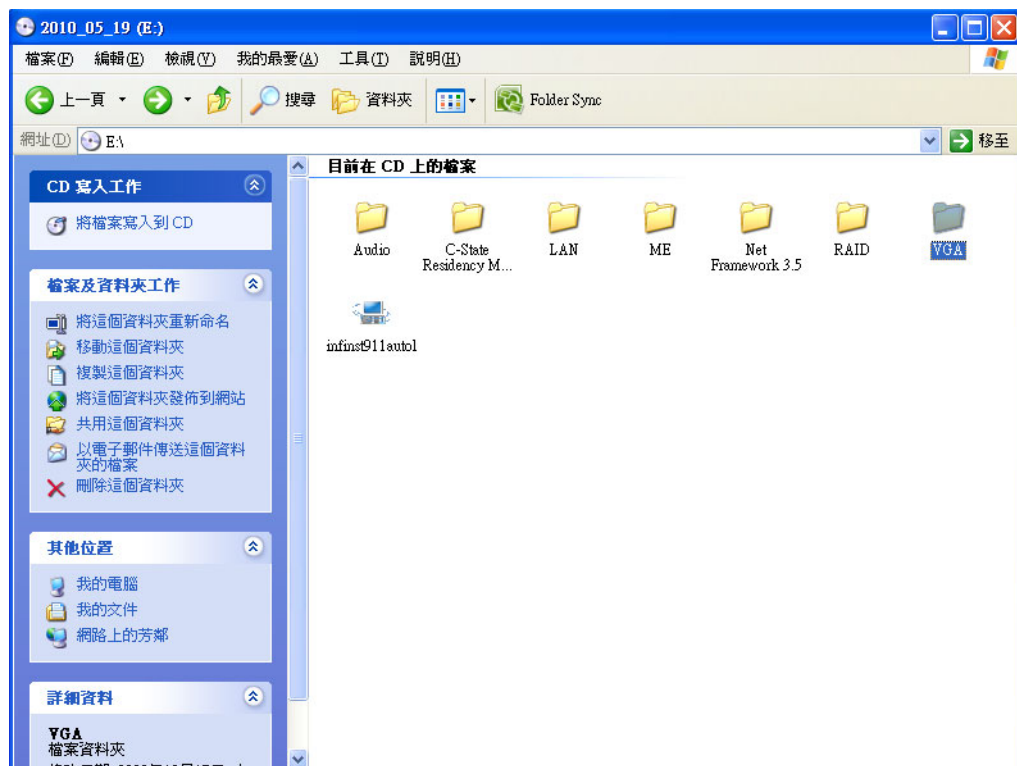 2010_05_19 (E:)
檔案(F) 編輯(E) 檢視(V) 我的最愛(A) 工具(T) 說明(H)
上一頁 搜尋 資料夾 Folder Sync
網址(D) E:\ 移至
CD 寫入工作
將檔案寫入到 CD
檔案及資料夾工作
將這個資料夾重新命名
移動這個資料夾
複製這個資料夾
將這個資料夾發佈到網站
共用這個資料夾
以電子郵件傳送這個資料
夾的檔案
刪除這個資料夾
其他位置
我的電腦
我的文件
網路上的芳鄰
詳細資料
VGA
檔案資料夾
目前在 CD 上的檔案
Audio
C-State
Residency M...
LAN
ME
Net
Framework 3.5
RAID
VGA
infinst911autol